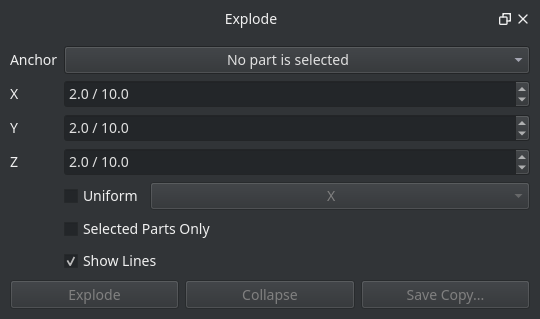 Explode
Anchor No part is selected
X 2.0 / 10.0
Y 2.0 / 10.0
Z 2.0 / 10.0
Uniform X
Selected Parts Only
Show Lines
Explode Collapse Save Copy...